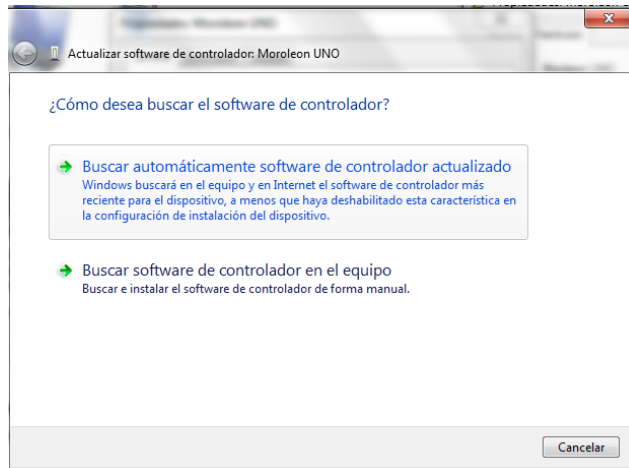 Propiedades: Moroleon UNO
Actualizar software de controlador: Moroleon UNO
¿Cómo desea buscar el software de controlador?
Buscar automáticamente software de controlador actualizado
Windows buscará en el equipo y en Internet el software de controlador más
reciente para el dispositivo, a menos que haya deshabilitado esta característica en
la configuración de instalación del dispositivo.
Buscar software de controlador en el equipo
Buscar e instalar el software de controlador de forma manual.
Cancelar